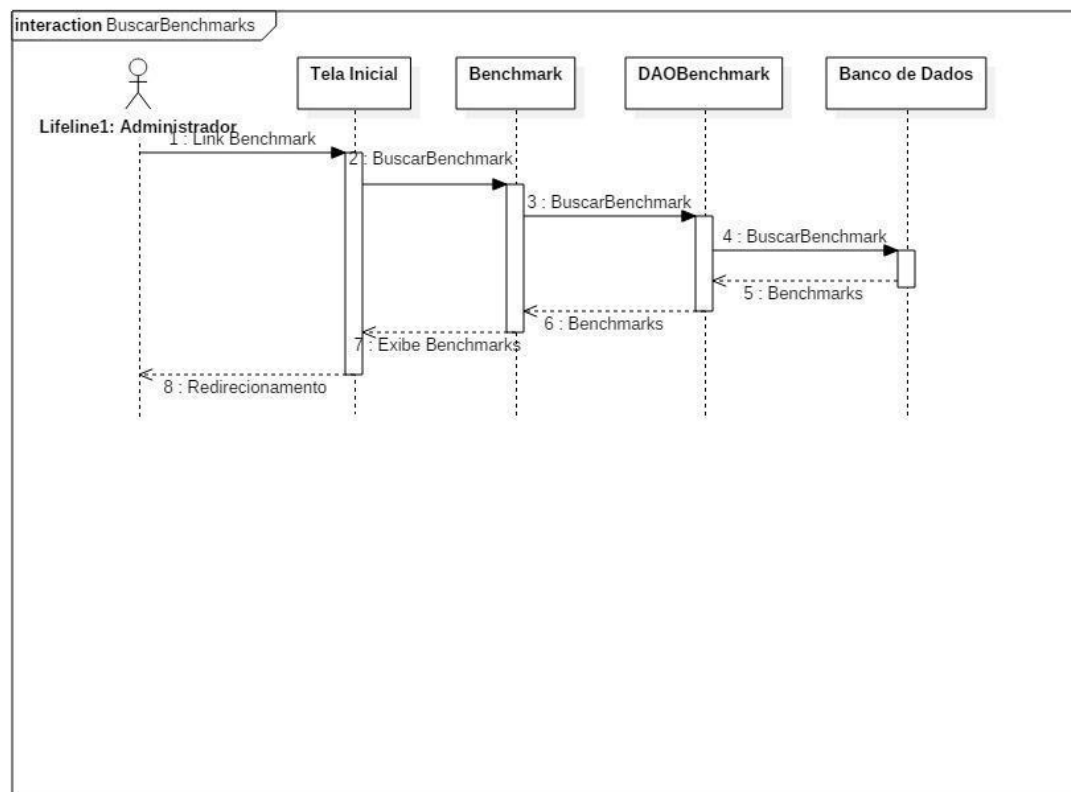 interaction BuscarBenchmarks
Tela Inicial
Benchmark
DAOBenchmark
Banco de Dados
Lifeline1: Administrador
1 : Link Benchmark
2 : BuscarBenchmark
3 : BuscarBenchmark
4 : BuscarBenchmark
5 : Benchmarks
6 : Benchmarks
7 : Exibe Benchmarks
8 : Redirecionamento